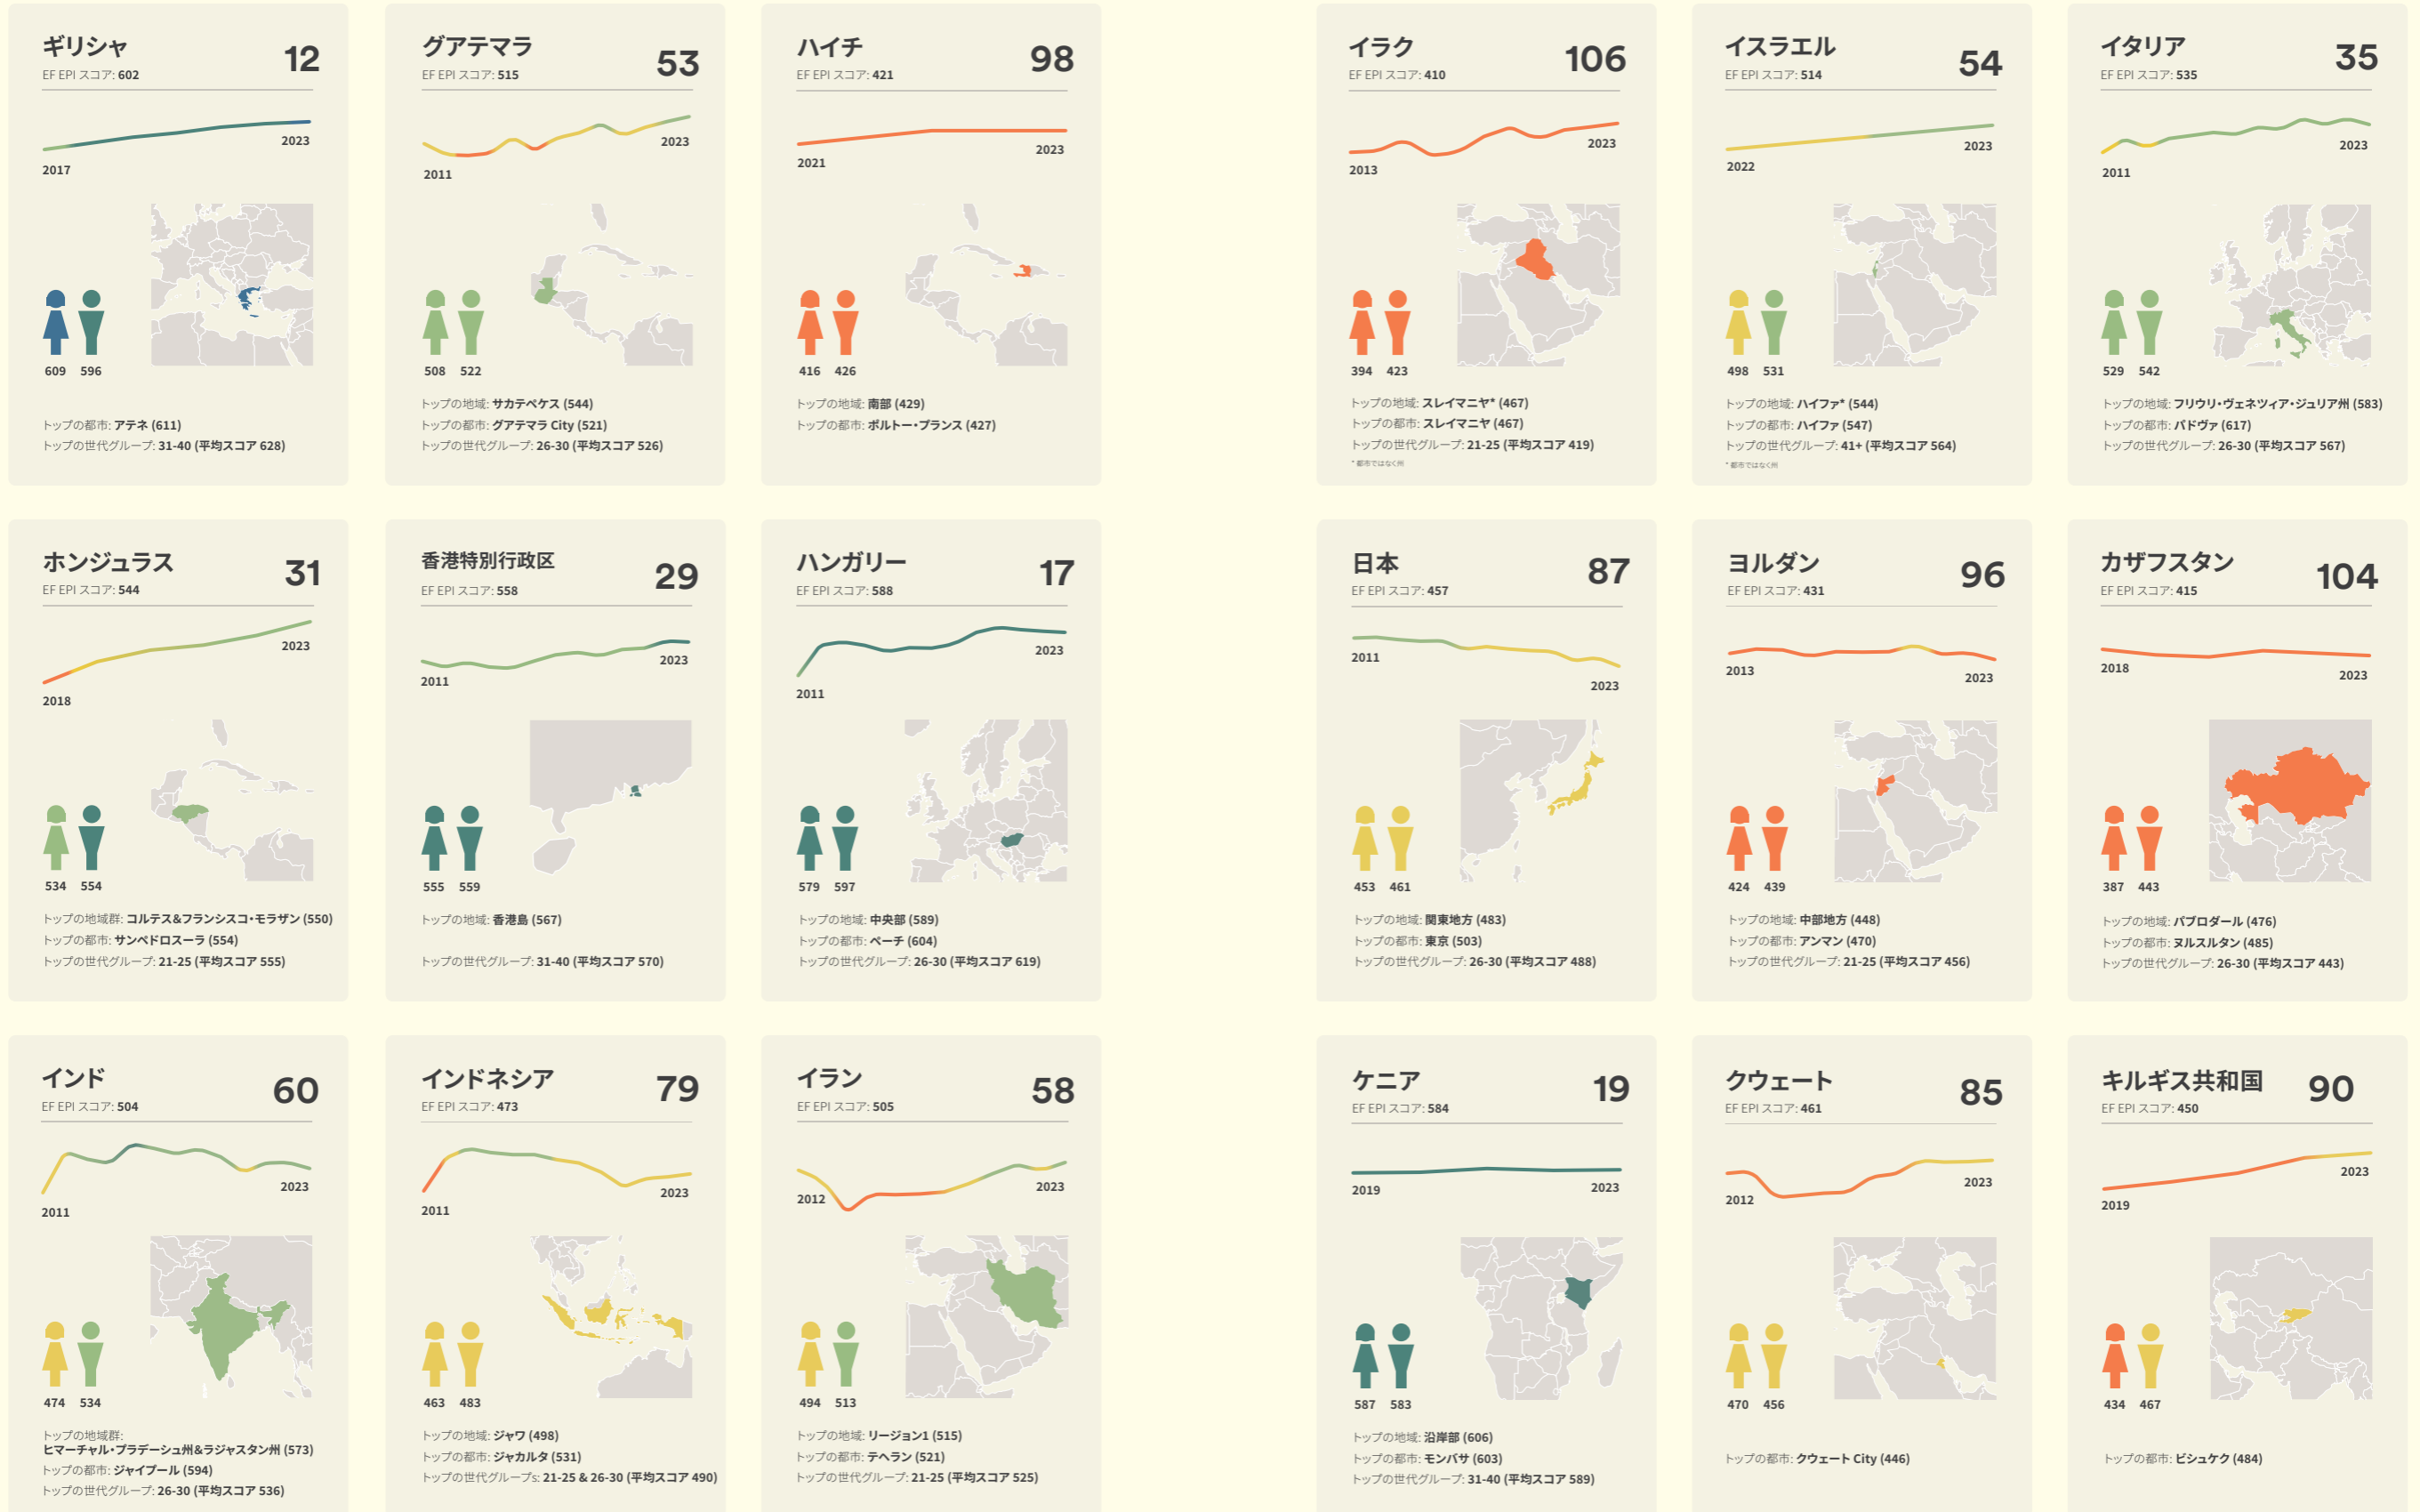 ギリシャ
12
EF EPI スコア: 602
2017
2023
609 596
トップの都市: アテネ (611)
トップの世代グループ: 31-40 (平均スコア 628)
グアテマラ
53
EF EPI スコア: 515
2011
2023
508 522
トップの地域: サカテペケス (544)
トップの都市: グアテマラ City (521)
トップの世代グループ: 26-30 (平均スコア 526)
ハイチ
98
EF EPI スコア: 421
2021
2023
416 426
トップの地域: 南部 (429)
トップの都市: ポルトー・プランス (427)
イラク
106
EF EPI スコア: 410
2013
2023
394 423
トップの地域: スレイマニヤ* (467)
トップの都市: スレイマニヤ (467)
トップの世代グループ: 21-25 (平均スコア 419)
* 都市ではなく州
イスラエル
54
EF EPI スコア: 514
2022
2023
498 531
トップの地域: ハイファ* (544)
トップの都市: ハイファ (547)
トップの世代グループ: 41+ (平均スコア 564)
* 都市ではなく州
イタリア
35
EF EPI スコア: 535
2011
2023
529 542
トップの地域: フリウリ・ヴェネツィア・ジュリア州 (583)
トップの都市: パドヴァ (617)
トップの世代グループ: 26-30 (平均スコア 567)
ホンジュラス
31
EF EPI スコア: 544
2018
2023
534 554
トップの地域群: コルテス&フランシスコ・モラザン (550)
トップの都市: サンペドロスーラ (554)
トップの世代グループ: 21-25 (平均スコア 555)
香港特別行政区
29
EF EPI スコア: 558
2011
2023
555 559
トップの地域: 香港島 (567)
トップの世代グループ: 31-40 (平均スコア 570)
ハンガリー
17
EF EPI スコア: 588
2011
2023
579 597
トップの地域: 中央部 (589)
トップの都市: ペーチ (604)
トップの世代グループ: 26-30 (平均スコア 619)
日本
87
EF EPI スコア: 457
2011
2023
453 461
トップの地域: 関東地方 (483)
トップの都市: 東京 (503)
トップの世代グループ: 26-30 (平均スコア 488)
ヨルダン
96
EF EPI スコア: 431
2013
2023
424 439
トップの地域: 中部地方 (448)
トップの都市: アンマン (470)
トップの世代グループ: 21-25 (平均スコア 456)
カザフスタン
104
EF EPI スコア: 415
2018
2023
387 443
トップの地域: パブロダール (476)
トップの都市: ヌルスルタン (485)
トップの世代グループ: 26-30 (平均スコア 443)
インド
60
EF EPI スコア: 504
2011
2023
474 534
トップの地域群:
ヒマーチャル・プラデーシュ州&ラジャスタン州 (573)
トップの都市: ジャイプール (594)
トップの世代グループ: 26-30 (平均スコア 536)
インドネシア
79
EF EPI スコア: 473
2011
2023
463 483
トップの地域: ジャワ (498)
トップの都市: ジャカルタ (531)
トップの世代グループs: 21-25 & 26-30 (平均スコア 490)
イラン
58
EF EPI スコア: 505
2012
2023
494 513
トップの地域: リージョン1 (515)
トップの都市: テヘラン (521)
トップの世代グループ: 21-25 (平均スコア 525)
ケニア
19
EF EPI スコア: 584
2019
2023
587 583
トップの地域: 沿岸部 (606)
トップの都市: モンバサ (603)
トップの世代グループ: 31-40 (平均スコア 589)
クウェート
85
EF EPI スコア: 461
2012
2023
470 456
トップの都市: クウェート City (446)
キルギス共和国
90
EF EPI スコア: 450
2019
2023
434 467
トップの都市: ビシュケク (484)